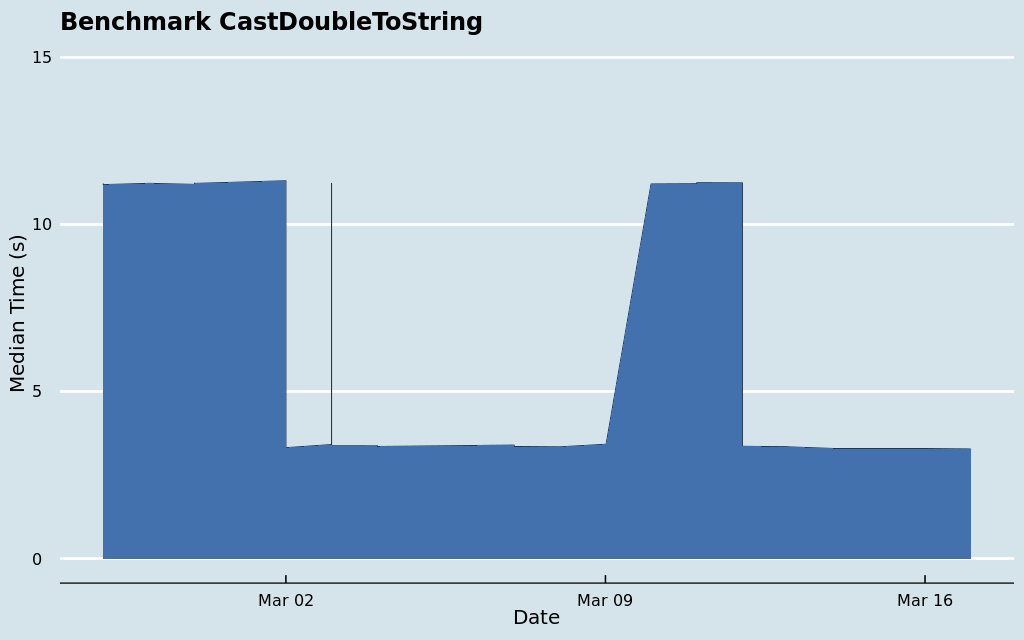 Benchmark CastDoubleToString
15
10
5
0
Median Time (s)
Mar 02
Mar 09
Mar 16
Date